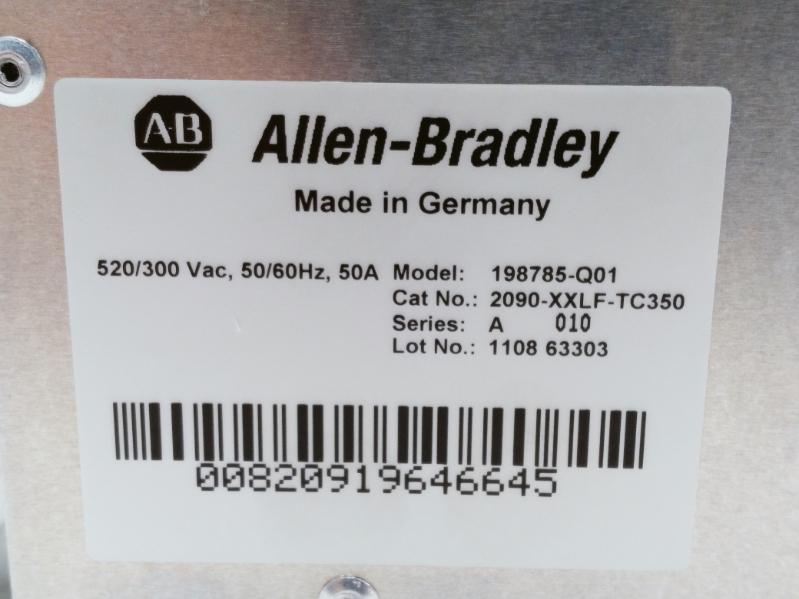 AB Allen-Bradley
Made in Germany
520/300 Vac, 50/60Hz, 50A Model: 198785-Q01
Cat No.: 2090-XXLF-TC350
Series: A 010
Lot No.: 1108 63303
00820919646645